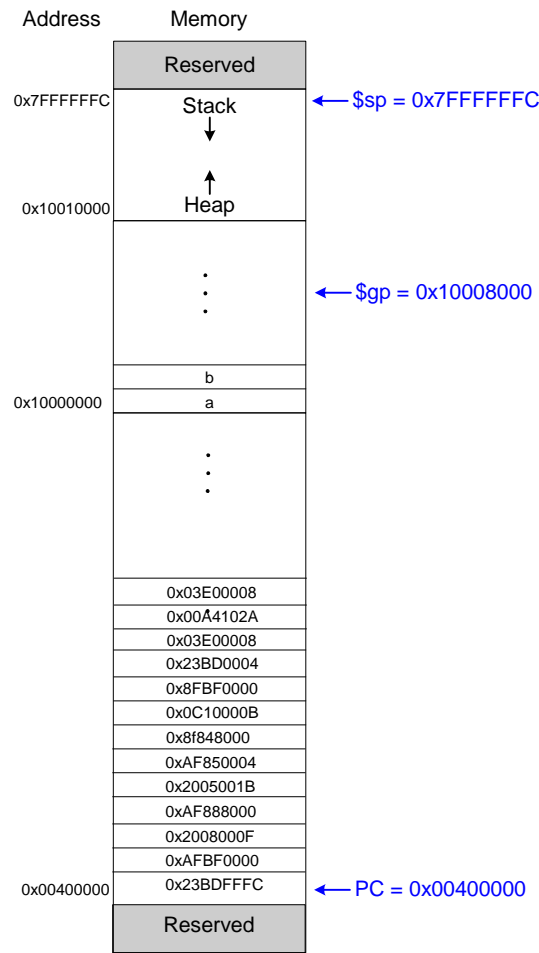 Address Memory
Reserved
0x7FFFFFFC Stack $sp = 0x7FFFFFFC
0x10010000 Heap
$gp = 0x10008000
b
0x10000000 a
0x03E00008
0x00A4102A
0x03E00008
0x23BD0004
0x8FBF0000
0x0C10000B
0x8f848000
0xAF850004
0x2005001B
0xAF888000
0x2008000F
0xAFBF0000
0x00400000 0x23BDFFFC PC = 0x00400000
Reserved